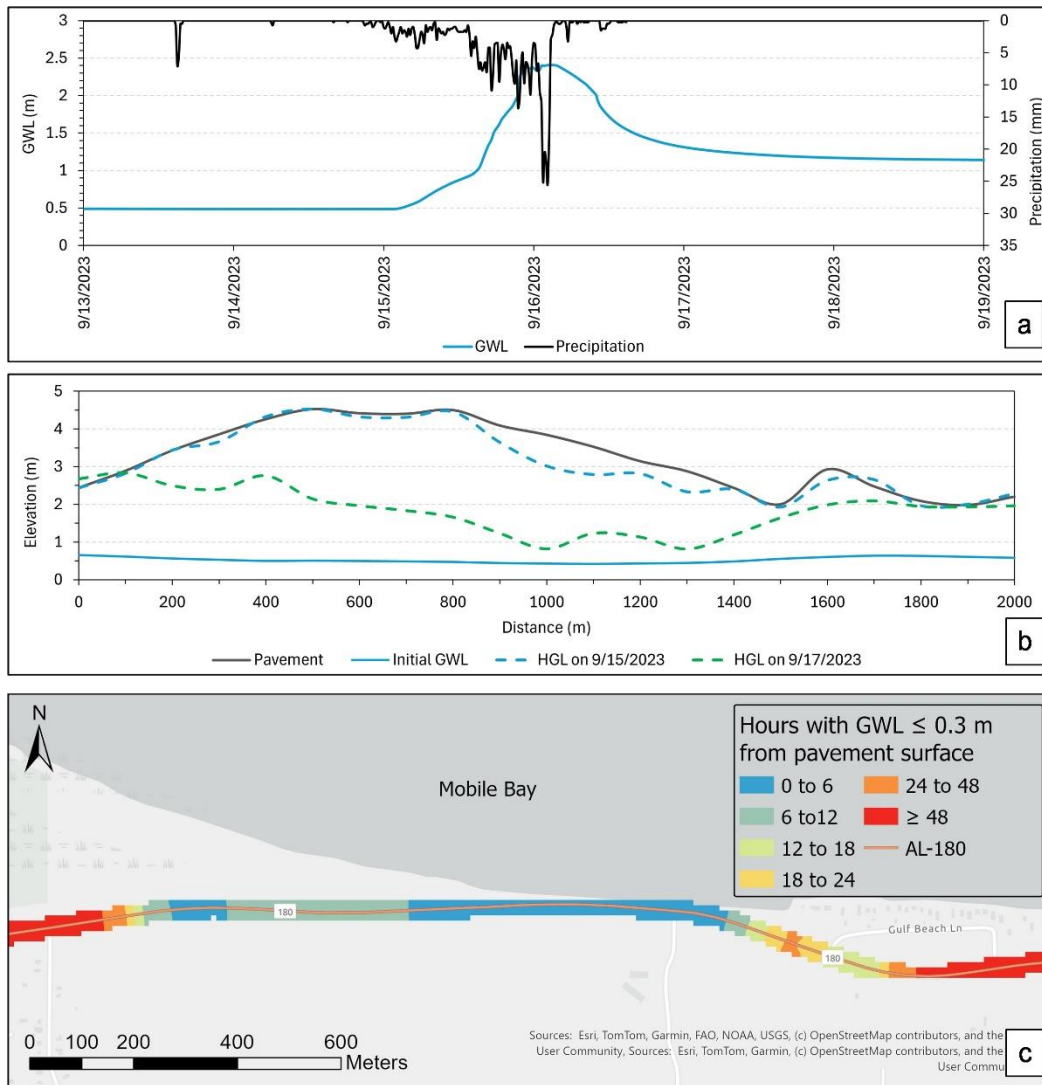 3
2.5
2
1.5
1
0.5
0
GWL (m)
0
5
10
15
20
25
30
35
Precipitation (mm)
9/13/2023
9/14/2023
9/15/2023
9/16/2023
9/17/2023
9/18/2023
9/19/2023
GWL
Precipitation
a
5
4
3
2
1
0
Elevation (m)
0
200
400
600
800
1000
1200
1400
1600
1800
2000
Distance (m)
Pavement
Initial GWL
HGL on 9/15/2023
HGL on 9/17/2023
b
N
Mobile Bay
Hours with GWL ≤ 0.3 m
from pavement surface
0 to 6
24 to 48
6 to12
≥ 48
12 to 18
AL-180
18 to 24
180
Gulf Beach Ln
180
0 100 200 400 600
Meters
Sources: Esri, TomTom, Garmin, FAO, NOAA, USGS, (c) OpenStreetMap contributors, and the
User Community, Sources: Esri, TomTom, Garmin, (c) OpenStreetMap contributors, and the
User Commu
c